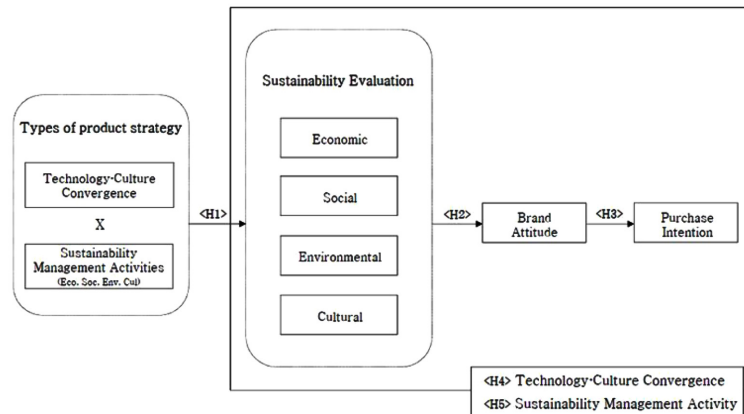 Types of product strategy
Technology-Culture
Convergence
X
Sustainability
Management Activities
(Eco. Soc. Env. Cul)
<H1>
Sustainability Evaluation
Economic
Social
Environmental
Cultural
<H2>
Brand
Attitude
<H3>
Purchase
Intention
<H4> Technology-Culture Convergence
<H5> Sustainability Management Activity